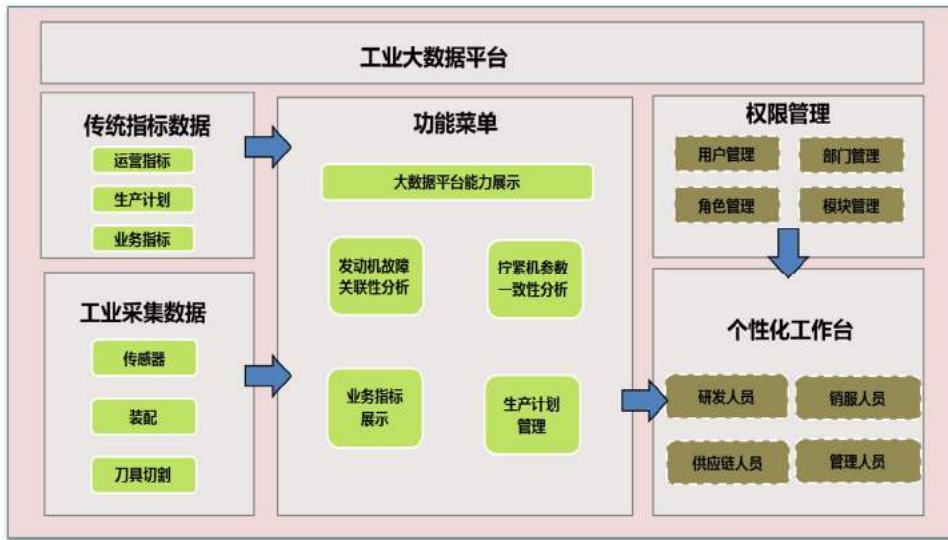 工业大数据平台
传统指标数据
运营指标
生产计划
业务指标
工业采集数据
传感器
装配
刀具切割
功能菜单
大数据平台能力展示
发动机故障
关联性分析
拧紧机参数
一致性分析
业务指标
展示
生产计划
管理
权限管理
用户管理
部门管理
角色管理
模块管理
个性化工作台
研发人员
销服人员
供应链人员
管理人员